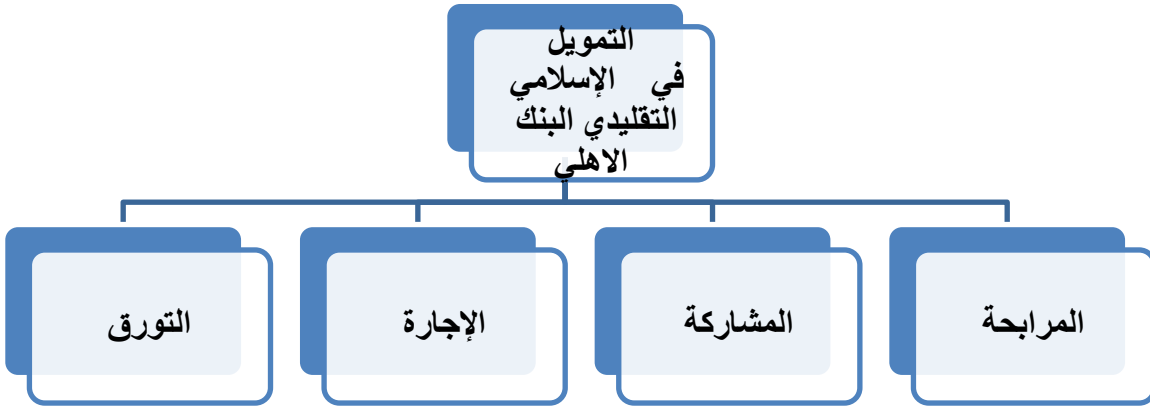 التمويل
في الإسلامي
التقليدي البنك
الاهلي
المرابحة
المشاركة
الإجارة
التورق